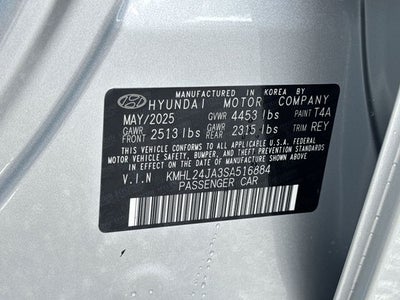 MANUFACTURED IN KOREA BY
HYUNDAI MOTOR COMPANY
MAY/2025 GVWR 4453 lbs PAINT T4A
GAWR FRONT 2513 lbs GAWR REAR 2315 lbs TRIM REY
THIS VEHICLE CONFORMS TO ALL APPLICABLE U.S.A. FEDERAL
MOTOR VEHICLE SAFETY, BUMPER, AND THEFT PREVENTION STANDARDS
IN EFFECT ON THE DATE OF MANUFACTURE SHOWN ABOVE.
V.I.N KMHL24JA3SA516884
PASSENGER CAR